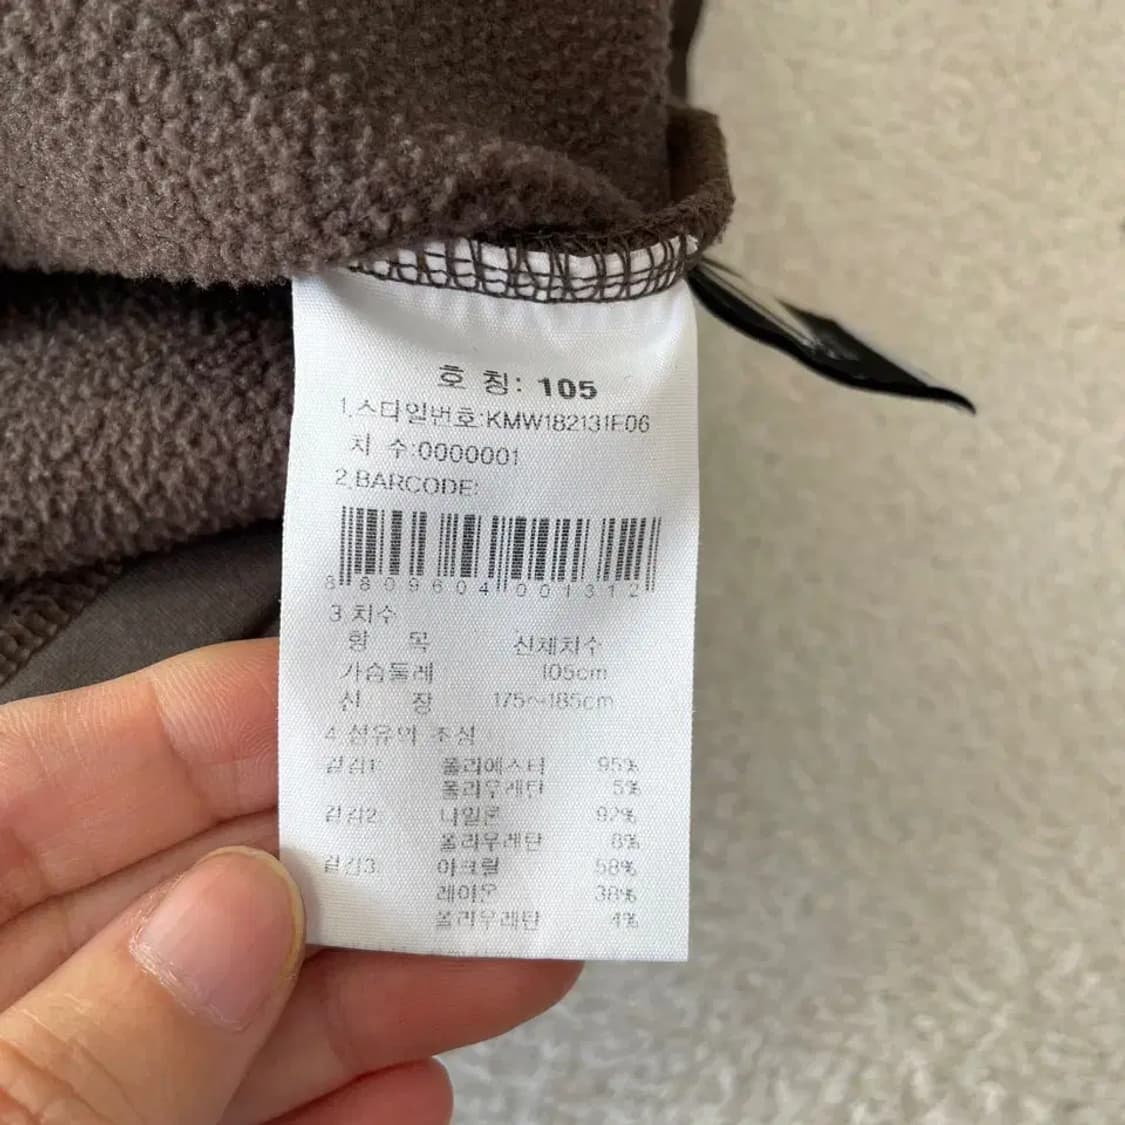 호 칭: 105
1.스타일번호:KMW182131E06
치 수:0000001
2.BARCODE:
8 809604 001312
3 치수
항 목 신체치수
가슴둘레 105cm
신 장 175~185cm
4 섬유의 조성
겉감1: 폴리에스터 95%
폴리우레탄 5%
겉감2: 나일론 92%
폴리우레탄 8%
겉감3: 아크릴 58%
레이온 38%
폴리우레탄 4%